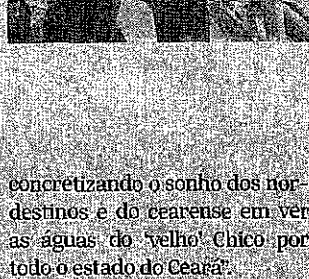 concretizando o sonho dos nor-
destinos e do cearense em ver
as águas do 'velho' Chico por
todo o estado do Ceará".